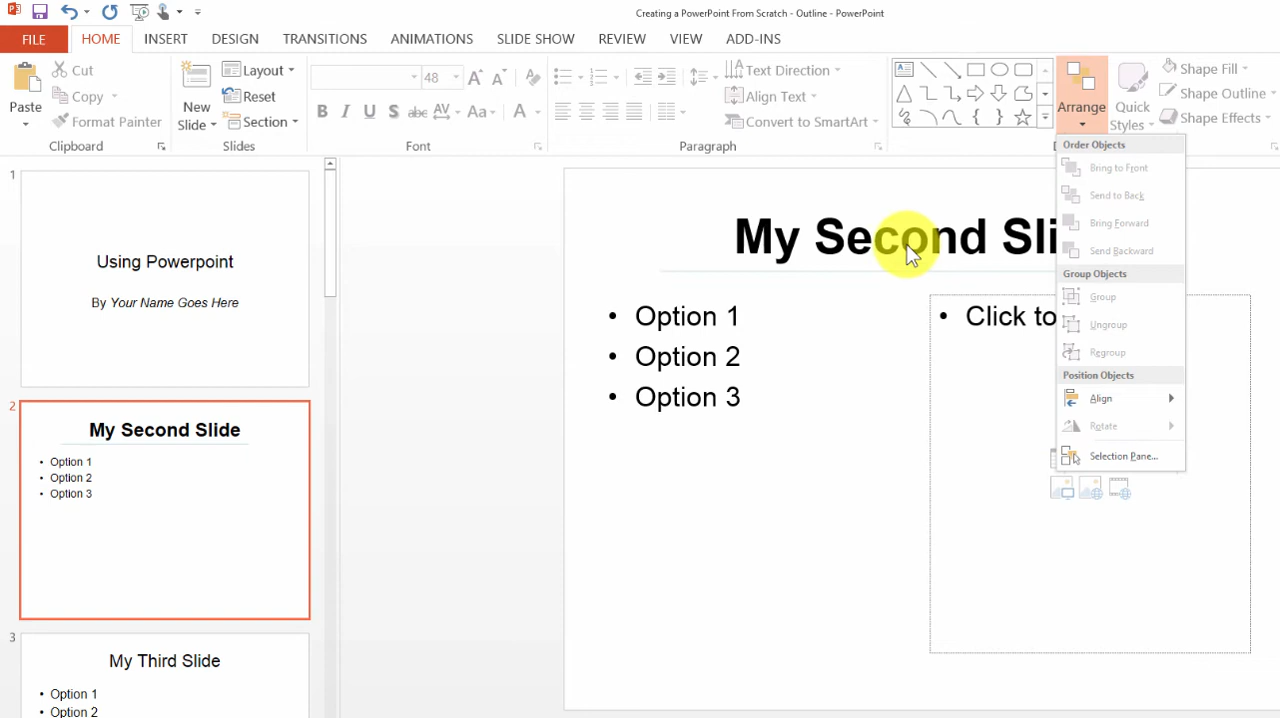 Creating a PowerPoint From Scratch - Outline - PowerPoint
FILE HOME INSERT DESIGN TRANSITIONS ANIMATIONS SLIDE SHOW REVIEW VIEW ADD-INS
Paste
Cut
Copy
Format Painter
Clipboard
New
Slide
Layout
Reset
Section
Slides
48
B I U S abc AV Aa A
Font
Text Direction
Align Text
Convert to SmartArt
Paragraph
Arrange
Quick
Styles
Shape Fill
Shape Outline
Shape Effects
Order Objects
Bring to Front
Send to Back
Bring Forward
Send Backward
Group Objects
Group
Ungroup
Regroup
Position Objects
Align
Rotate
Selection Pane...
1
Using Powerpoint
By Your Name Goes Here
2
My Second Slide
• Option 1
• Option 2
• Option 3
3
My Third Slide
• Option 1
• Option 2
My Second Sli
• Option 1
• Option 2
• Option 3
• Click to